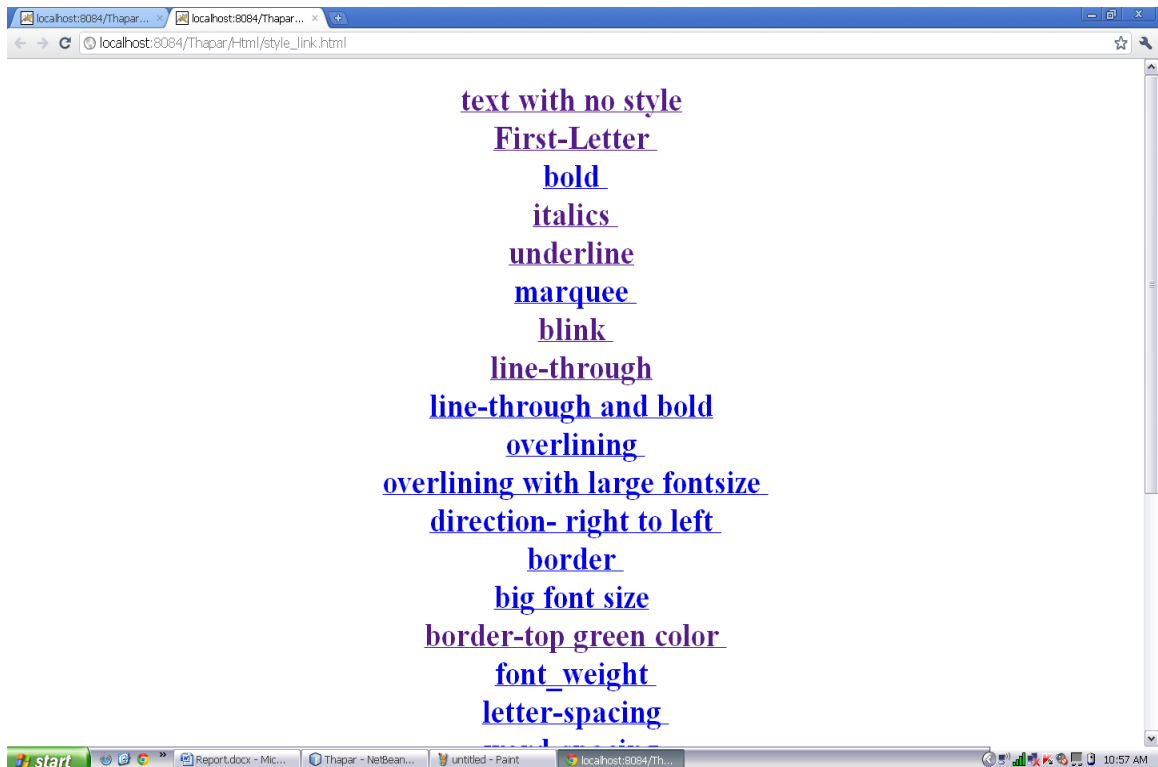 localhost:8084/Thapar... localhost:8084/Thapar...
localhost:8084/Thapar/Html/style_link.html
text with no style
First-Letter
bold
italics
underline
marquee
blink
line-through
line-through and bold
overlining
overlining with large fontsize
direction- right to left
border
big font size
border-top green color
font_weight
letter-spacing
word-spacing
start Report.docx - Mic... Thapar - NetBean... untitled - Paint localhost:8084/Th... 10:57 AM